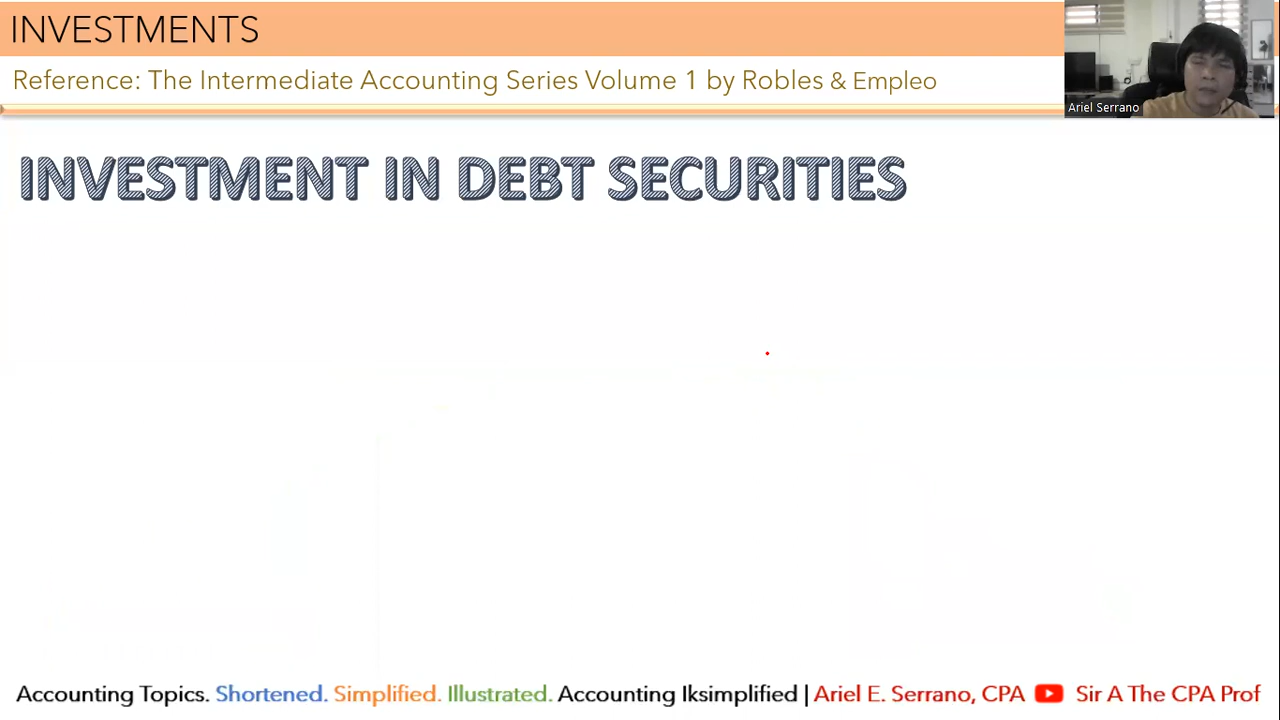 INVESTMENTS
Reference: The Intermediate Accounting Series Volume 1 by Robles & Empleo
Ariel Serrano
INVESTMENT IN DEBT SECURITIES
Accounting Topics. Shortened. Simplified. Illustrated. Accounting Iksimplified | Ariel E. Serrano, CPA Sir A The CPA Prof